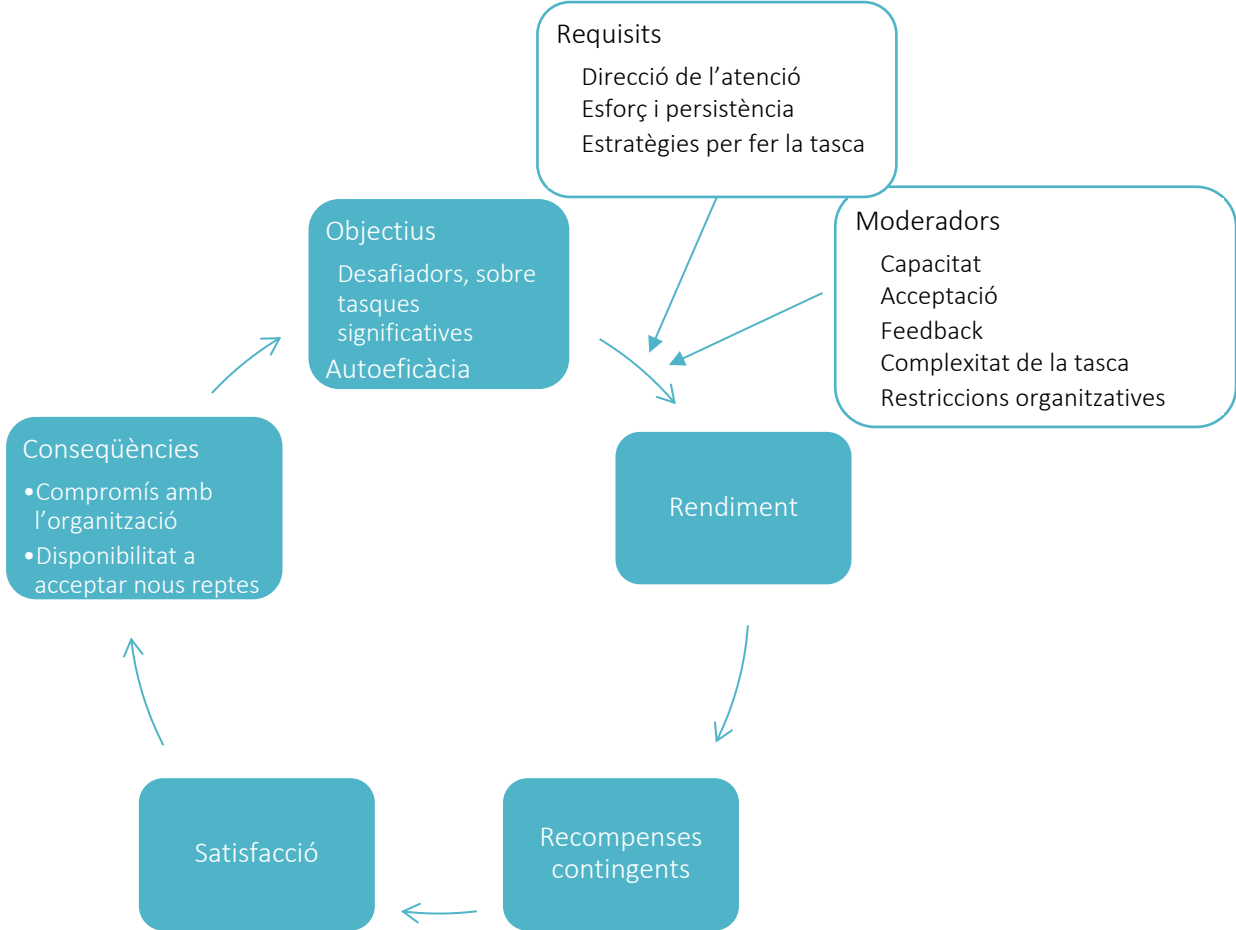 Requisits
Direcció de l’atenció
Esforç i persistència
Estratègies per fer la tasca
Moderadors
Capacitat
Acceptació
Feedback
Complexitat de la tasca
Restriccions organitzatives
Objectius
Desafiadors, sobre
tasques
significatives
Autoeficàcia
Conseqüències
•Compromís amb
l’organització
•Disponibilitat a
acceptar nous reptes
Rendiment
Satisfacció
Recompenses
contingents